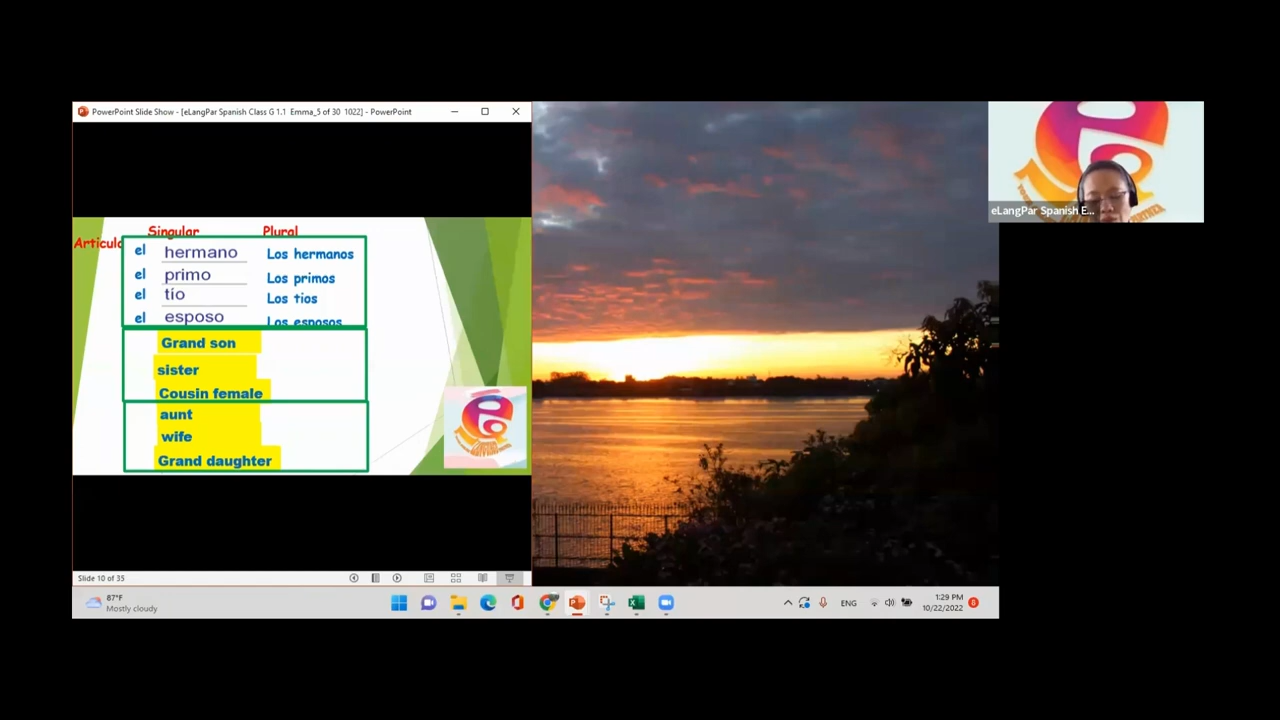 PowerPoint Slide Show - [eLangPar Spanish Class G 1.1 Emma_5 of 30 1022] - PowerPoint
Singular Plural
Articulo
el hermano Los hermanos
el primo Los primos
el tío Los tios
el esposo Los esposos
Grand son
sister
Cousin female
aunt
wife
Grand daughter
Slide 10 of 35
eLangPar Spanish E...
87°F
Mostly cloudy
ENG
1:29 PM
10/22/2022